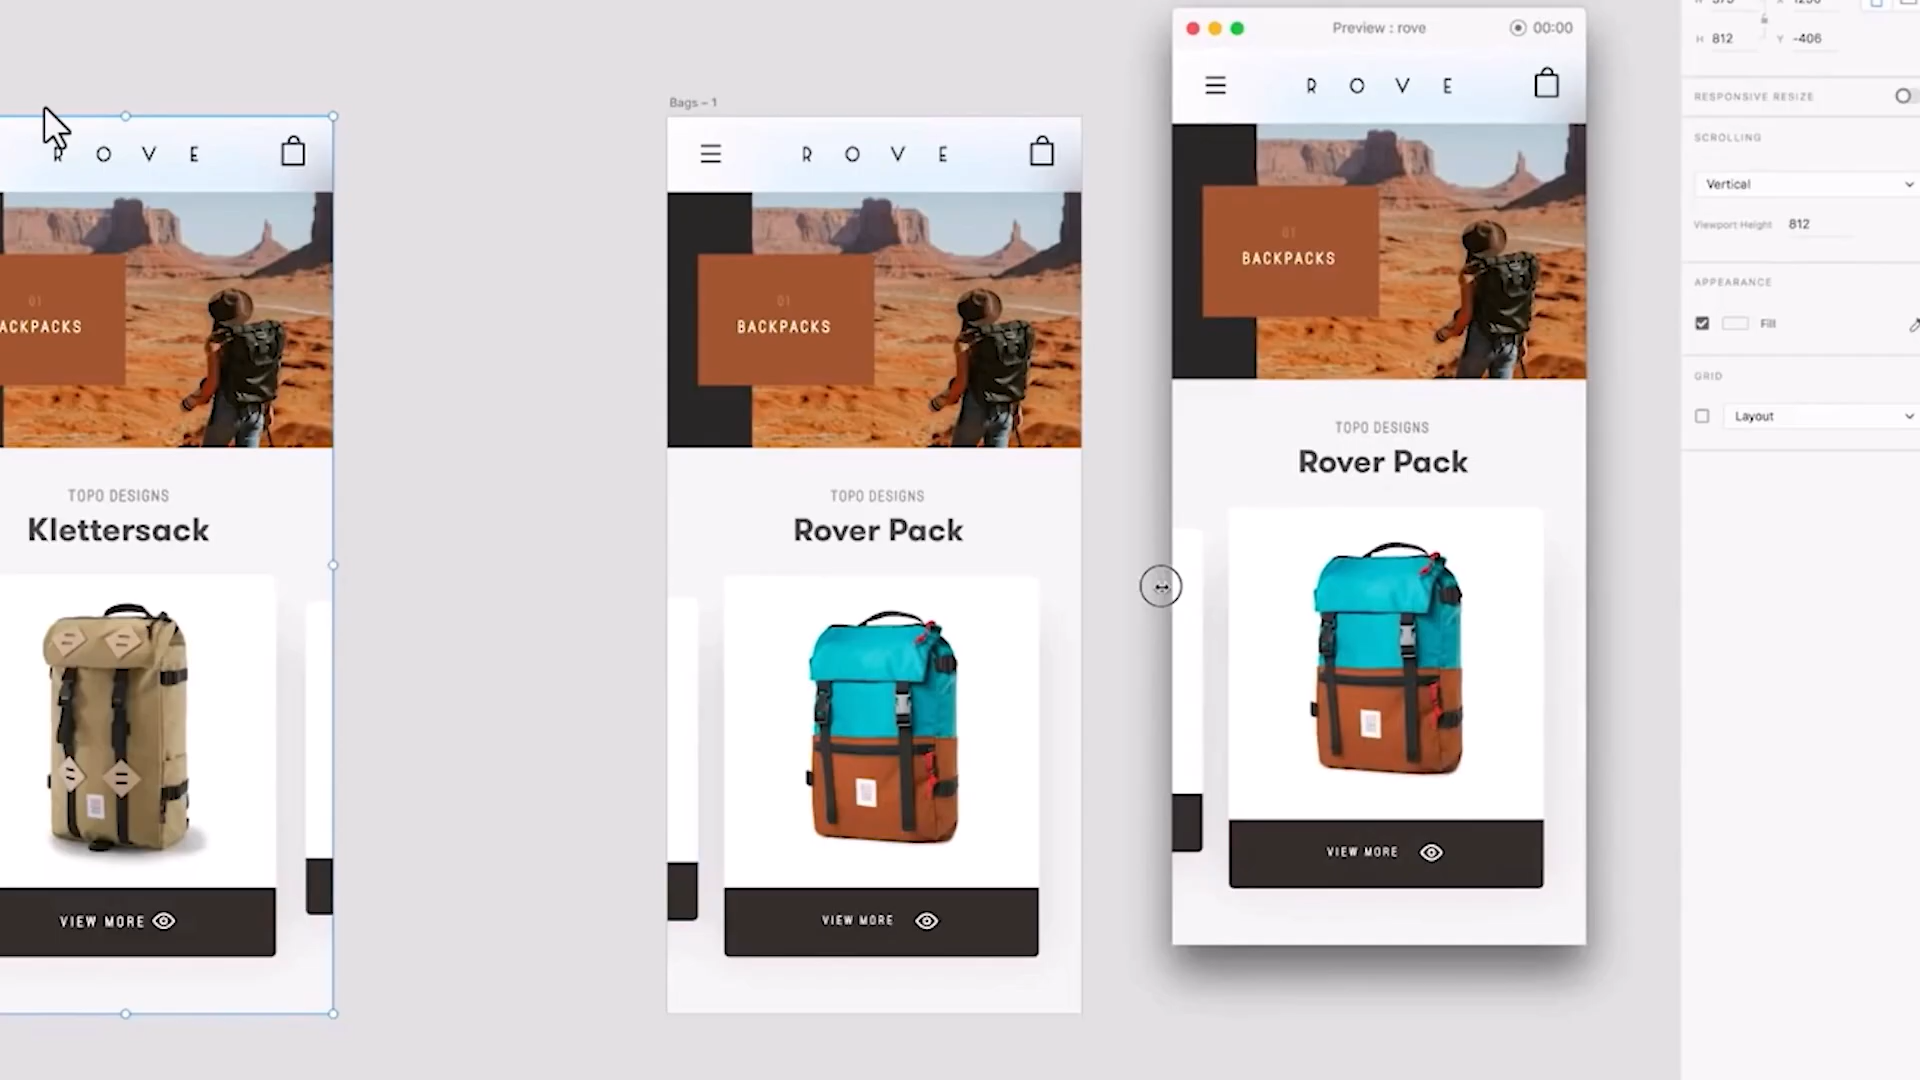 R O V E
01
ACKPACKS
TOPO DESIGNS
Klettersack
VIEW MORE
Bags – 1
R O V E
01
BACKPACKS
TOPO DESIGNS
Rover Pack
VIEW MORE
Preview : rove
00:00
R O V E
01
BACKPACKS
TOPO DESIGNS
Rover Pack
VIEW MORE
H 812 Y -406
RESPONSIVE RESIZE
SCROLLING
Vertical
Viewport Height 812
APPEARANCE
Fill
GRID
Layout